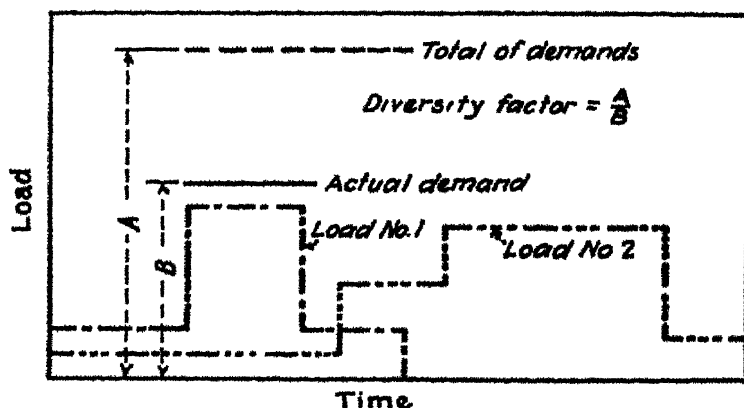 Total of demands
Diversity factor = A/B
Actual demand
Load No.1
Load No 2
A
B
Load
Time